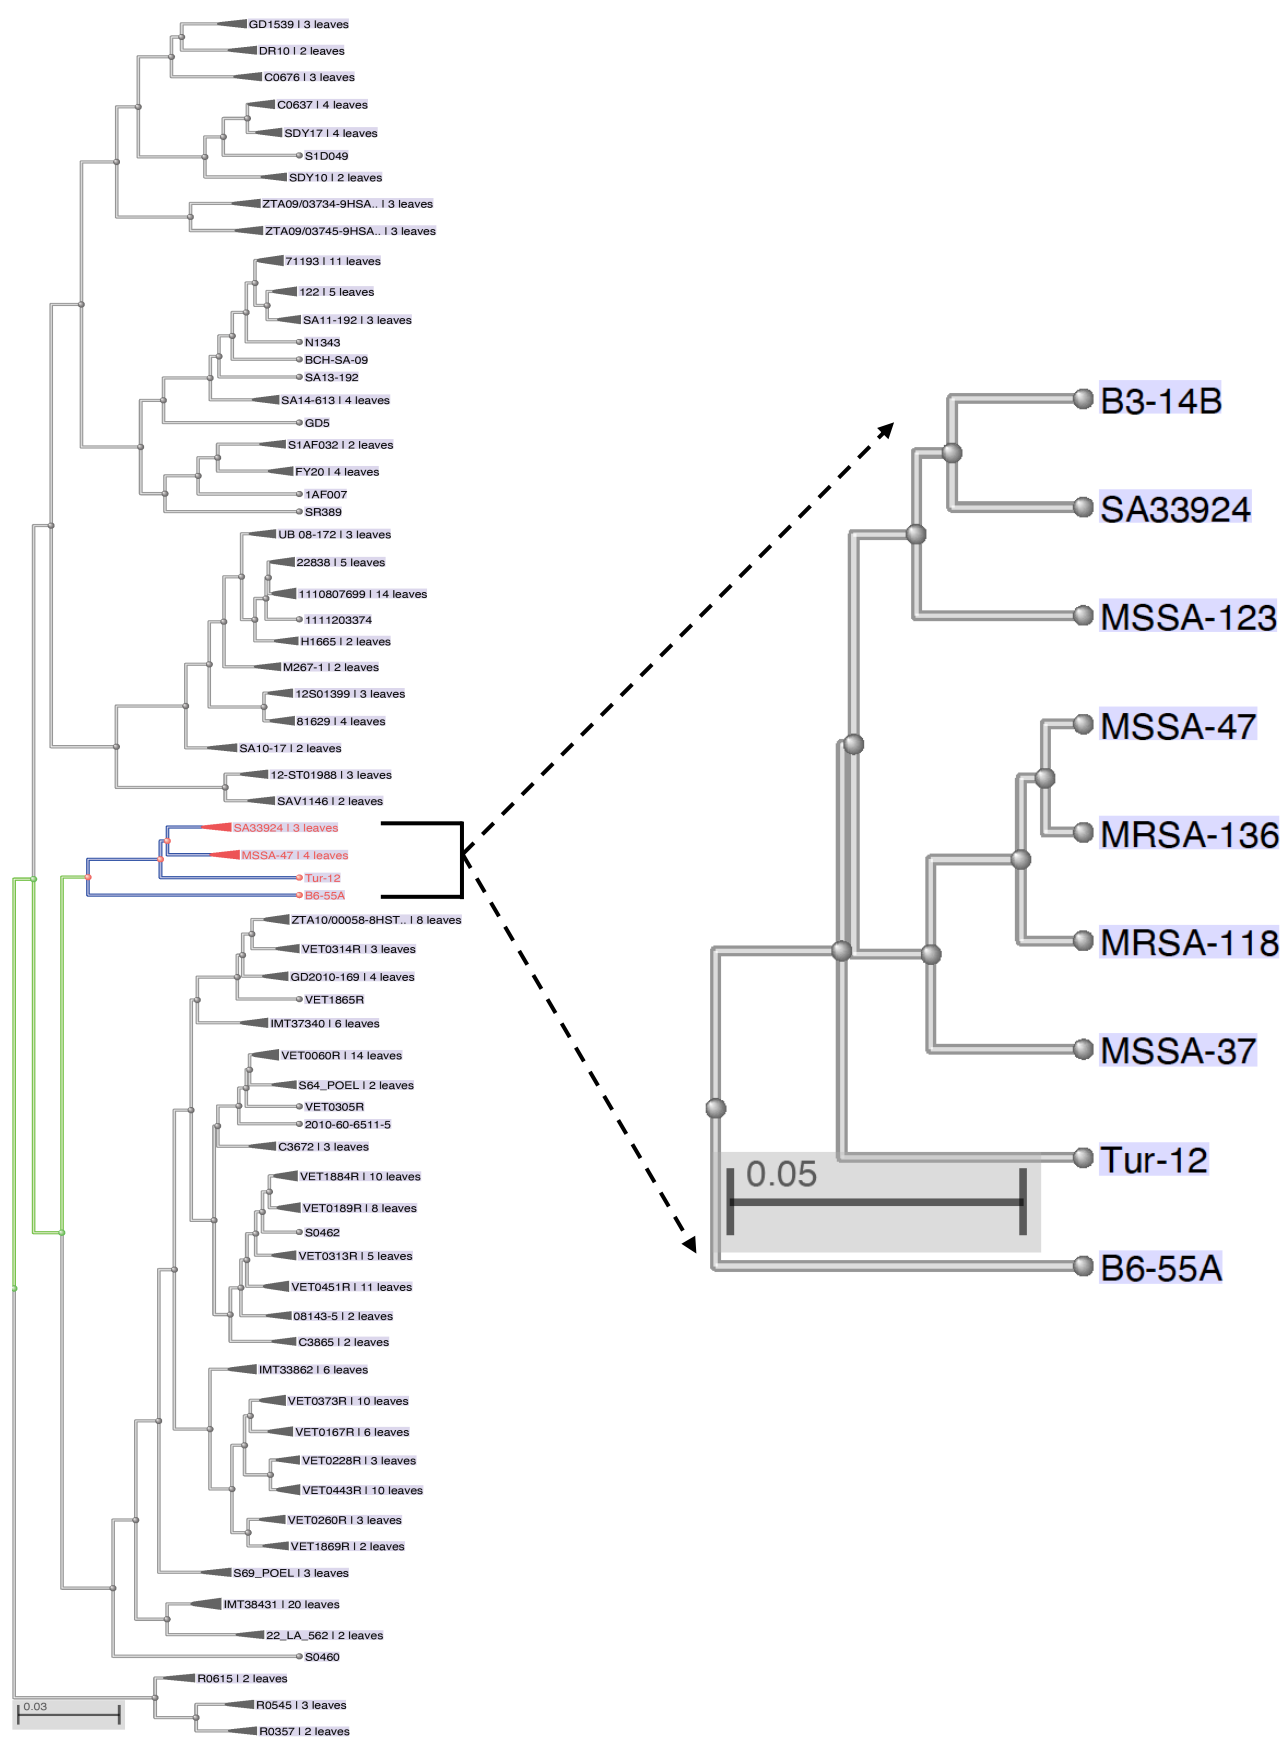 GD1539 | 3 leaves
DR10 | 2 leaves
C0676 | 3 leaves
C0637 | 4 leaves
SDY17 | 4 leaves
S1D049
SDY10 | 2 leaves
ZTA09/03734-9HSA.. | 3 leaves
ZTA09/03745-9HSA.. | 3 leaves
71193 | 11 leaves
122 | 5 leaves
SA11-192 | 3 leaves
N1343
BCH-SA-09
SA13-192
SA14-613 | 4 leaves
GD5
S1AF032 | 2 leaves
FY20 | 4 leaves
1AF007
SR389
UB 08-172 | 3 leaves
22838 | 5 leaves
1110807699 | 14 leaves
1111203374
H1665 | 2 leaves
M267-1 | 2 leaves
12S01399 | 3 leaves
81629 | 4 leaves
SA10-17 | 2 leaves
12-ST01988 | 3 leaves
SAV1146 | 2 leaves
SA33924 | 3 leaves
MSSA-47 | 4 leaves
Tur-12
B6-55A
ZTA10/00058-8HST.. | 8 leaves
VET0314R | 3 leaves
GD2010-169 | 4 leaves
VET1865R
IMT37340 | 6 leaves
VET0060R | 14 leaves
S64_POEL | 2 leaves
VET0305R
2010-60-6511-5
C3672 | 3 leaves
VET1884R | 10 leaves
VET0189R | 8 leaves
S0462
VET0313R | 5 leaves
VET0451R | 11 leaves
08143-5 | 2 leaves
C3865 | 2 leaves
IMT33862 | 6 leaves
VET0373R | 10 leaves
VET0167R | 6 leaves
VET0228R | 3 leaves
VET0443R | 10 leaves
VET0260R | 3 leaves
VET1869R | 2 leaves
S69_POEL | 3 leaves
IMT38431 | 20 leaves
22_LA_562 | 2 leaves
S0460
R0615 | 2 leaves
R0545 | 3 leaves
R0357 | 2 leaves
0.03
B3-14B
SA33924
MSSA-123
MSSA-47
MRSA-136
MRSA-118
MSSA-37
Tur-12
0.05
B6-55A